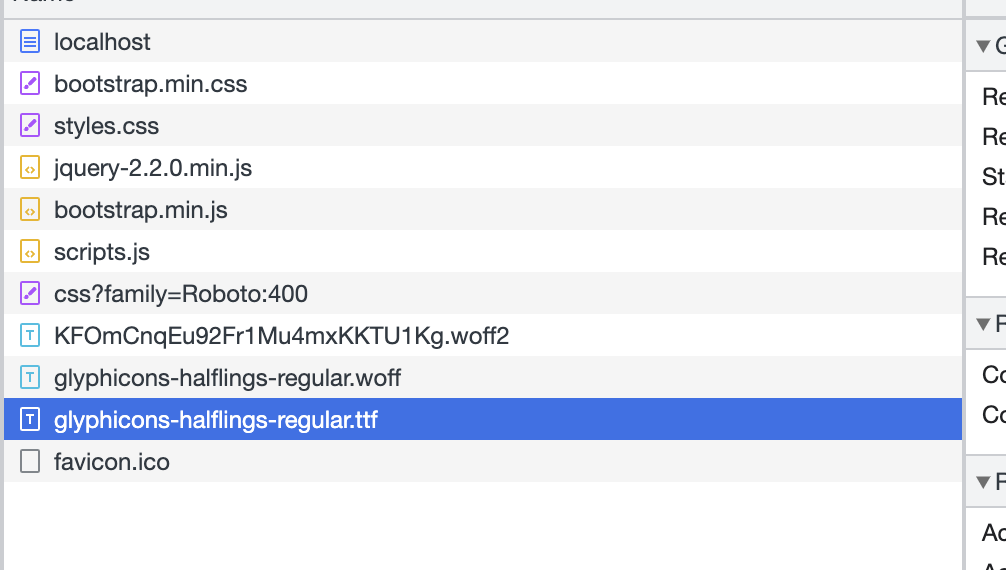 localhost
bootstrap.min.css
styles.css
jquery-2.2.0.min.js
bootstrap.min.js
scripts.js
css?family=Roboto:400
KFOmCnqEu92Fr1Mu4mxKKTU1Kg.woff2
glyphicons-halflings-regular.woff
glyphicons-halflings-regular.ttf
favicon.ico
Re
Re
St
Re
Re
Co
Co
Ac